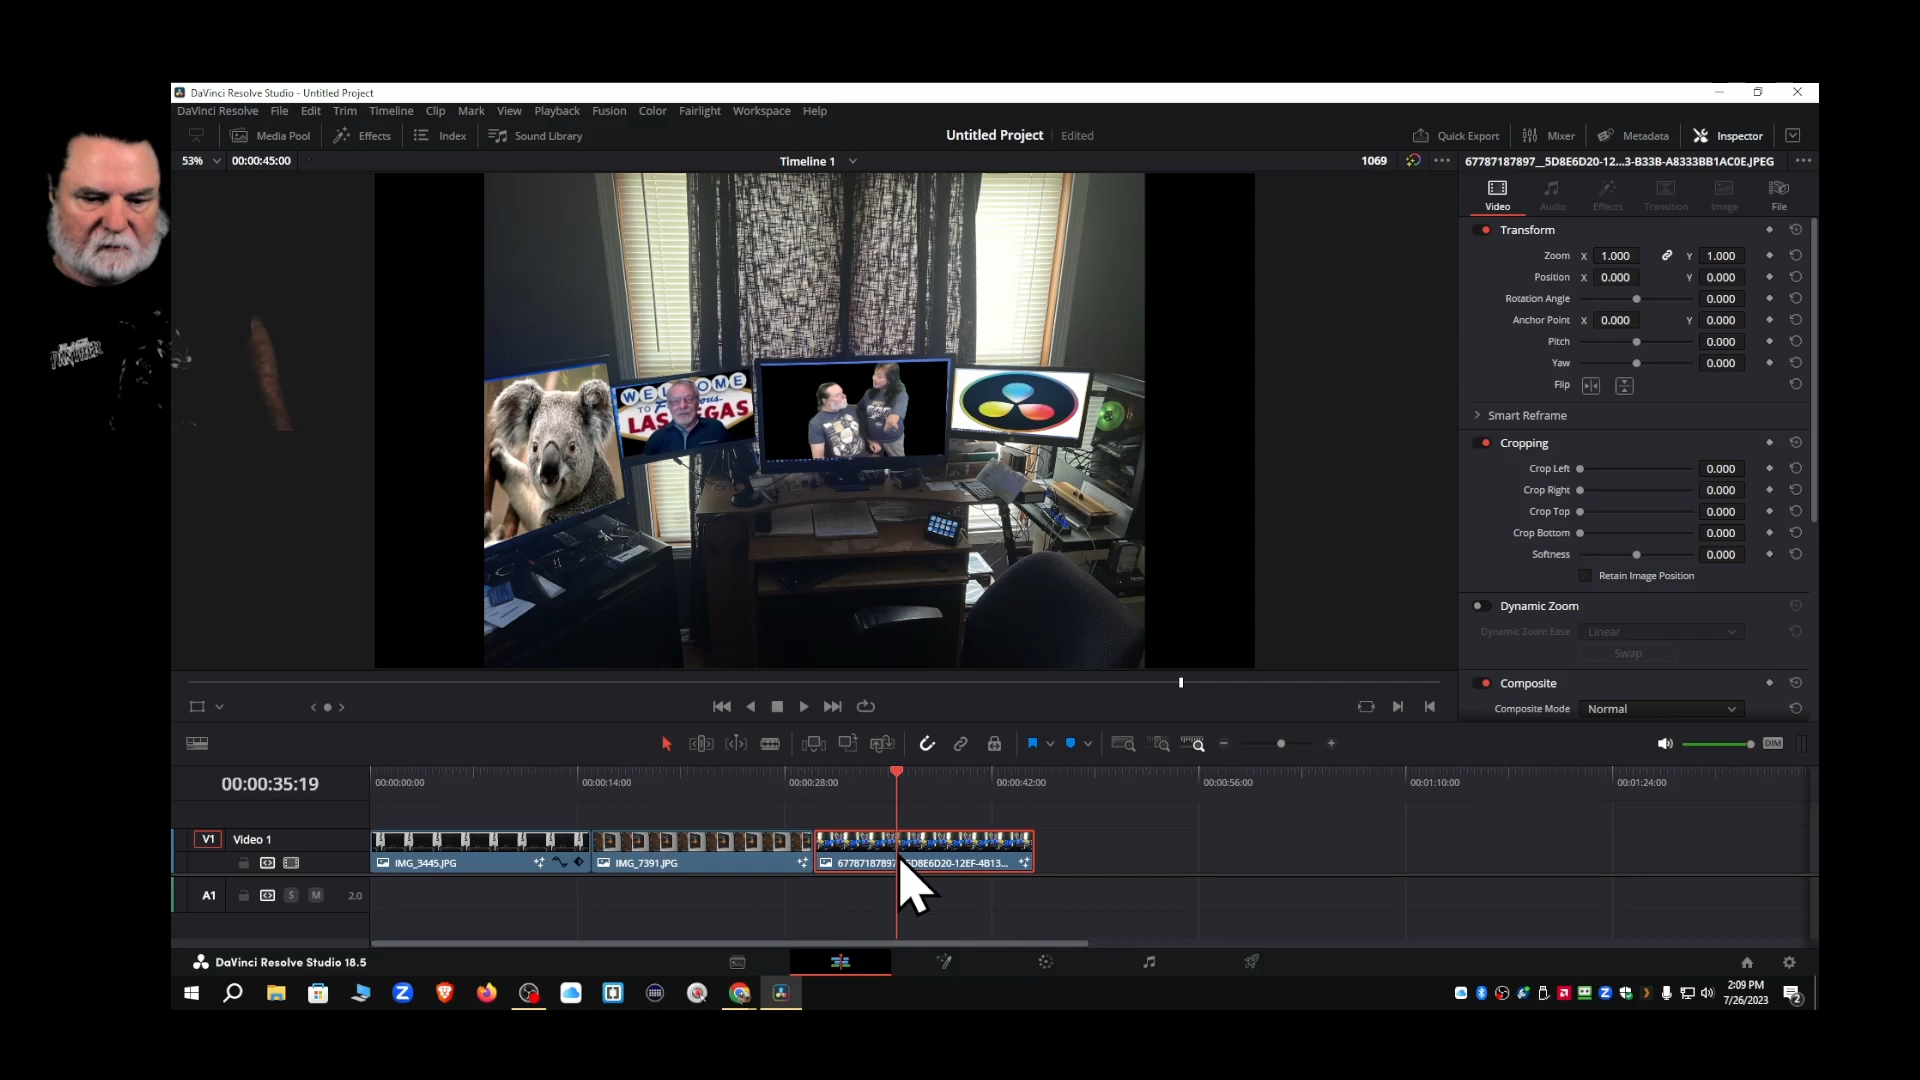 DaVinci Resolve Studio - Untitled Project
DaVinci Resolve File Edit Trim Timeline Clip Mark View Playback Fusion Color Fairlight Workspace Help
Media Pool Effects Index Sound Library Untitled Project Edited Quick Export Mixer Metadata Inspector
53% 00:00:45:00 Timeline 1 1069 67787187897__5D8E6D20-12...3-B33B-A8333BB1AC0E.JPEG
Video Audio Effects Transition Image File
Transform
Zoom X 1.000 Y 1.000
Position X 0.000 Y 0.000
Rotation Angle 0.000
Anchor Point X 0.000 Y 0.000
Pitch 0.000
Yaw 0.000
Flip
Smart Reframe
Cropping
Crop Left 0.000
Crop Right 0.000
Crop Top 0.000
Crop Bottom 0.000
Softness 0.000
Retain Image Position
Dynamic Zoom
Dynamic Zoom Ease Linear
Swap
Composite
Composite Mode Normal
WELCOME
TO Fabulous
LAS VEGAS
BLACK
PANTHER
DIM
00:00:35:19
00:00:00:00 00:00:14:00 00:00:28:00 00:00:42:00 00:00:56:00 00:01:10:00 00:01:24:00
V1 Video 1
IMG_3445.JPG IMG_7391.JPG 67787187897__5D8E6D20-12EF-4B13...
A1 S M 2.0
DaVinci Resolve Studio 18.5
2:09 PM
7/26/2023
2